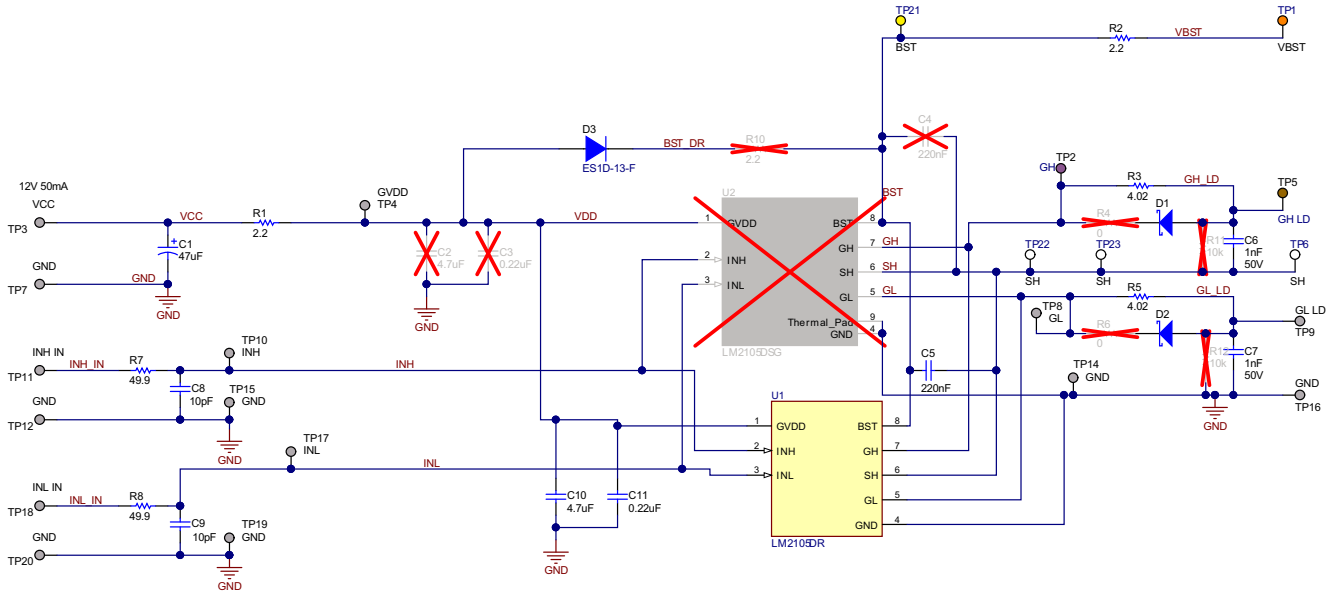 TP21
BST
R2
2.2
VBST
TP1
VBST
D3
ES1D-13-F
BST_DR
R10
2.2
C4
220nF
12V 50mA
VCC
TP3
VCC
R1
2.2
GVDD
TP4
VDD
C1
47uF
GND
TP7
GND
GND
C2
4.7uF
C3
0.22uF
GND
U2
1
GVDD
2
INH
3
INL
BST
8
GH
7
SH
6
GL
5
Thermal_Pad
9
GND
4
LM2105DSG
BST
GH
SH
GL
TP2
GH
R3
4.02
GH_LD
TP5
GH LD
R4
0
D1
R11
10k
C6
1nF
50V
TP22
SH
TP23
SH
TP6
SH
TP8
GL
R5
4.02
GL_LD
R6
0
D2
R12
10k
C7
1nF
50V
GL LD
TP9
TP14
GND
GND
TP16
GND
C5
220nF
INH IN
TP11
INH_IN
R7
49.9
TP10
INH
INH
C8
10pF
TP15
GND
GND
TP12
GND
TP17
INL
INL
INL IN
TP18
INL_IN
R8
49.9
C9
10pF
TP19
GND
GND
TP20
GND
C10
4.7uF
C11
0.22uF
GND
U1
1
GVDD
2
INH
3
INL
BST
8
GH
7
SH
6
GL
5
GND
4
LM2105DR